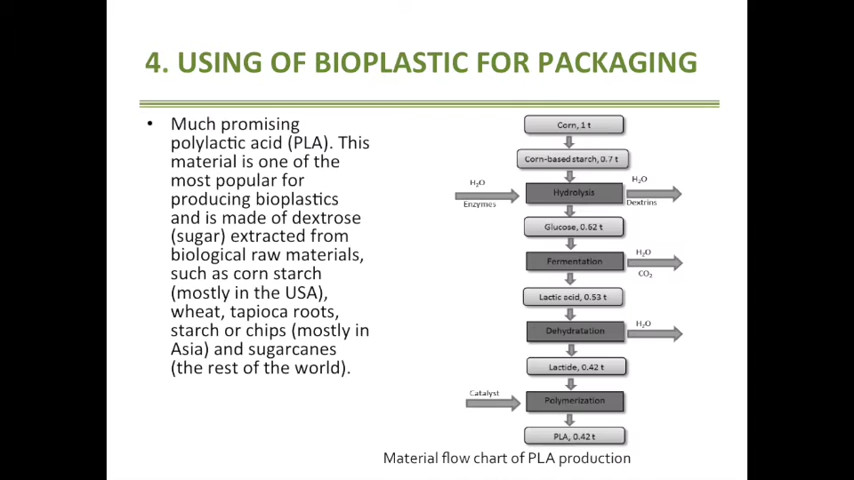 4. USING OF BIOPLASTIC FOR PACKAGING
• Much promising
polylactic acid (PLA). This
material is one of the
most popular for
producing bioplastics
and is made of dextrose
(sugar) extracted from
biological raw materials,
such as corn starch
(mostly in the USA),
wheat, tapioca roots,
starch or chips (mostly in
Asia) and sugarcanes
(the rest of the world).
Corn, 1 t
Corn-based starch, 0.7 t
H₂O
Enzymes
Hydrolysis
H₂O
Dextrins
Glucose, 0.62 t
Fermentation
H₂O
CO₂
Lactic acid, 0.53 t
Dehydratation
H₂O
Lactide, 0.42 t
Catalyst
Polymerization
PLA, 0.42 t
Material flow chart of PLA production